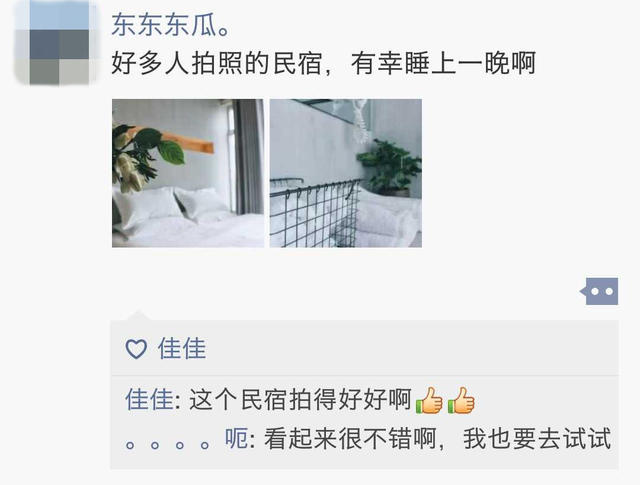 东东东瓜。
好多人拍照的民宿，有幸睡上一晚啊
佳佳
佳佳: 这个民宿拍得好好啊👍👍
。。。。呃: 看起来很不错啊，我也要去试试